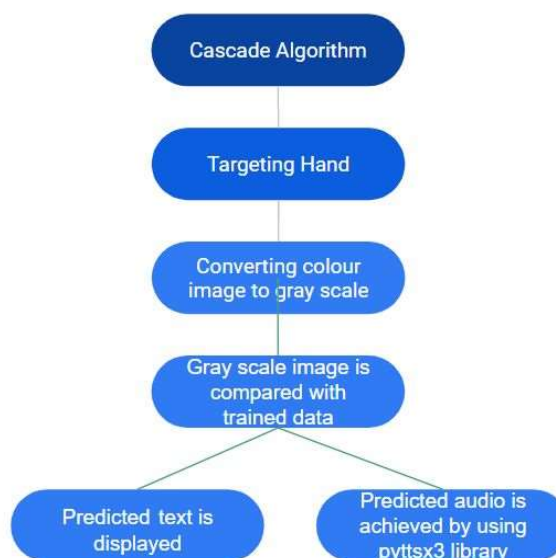 Cascade Algorithm
Targeting Hand
Converting colour
image to gray scale
Gray scale image is
compared with
trained data
Predicted text is
displayed
Predicted audio is
achieved by using
pyttsx3 library